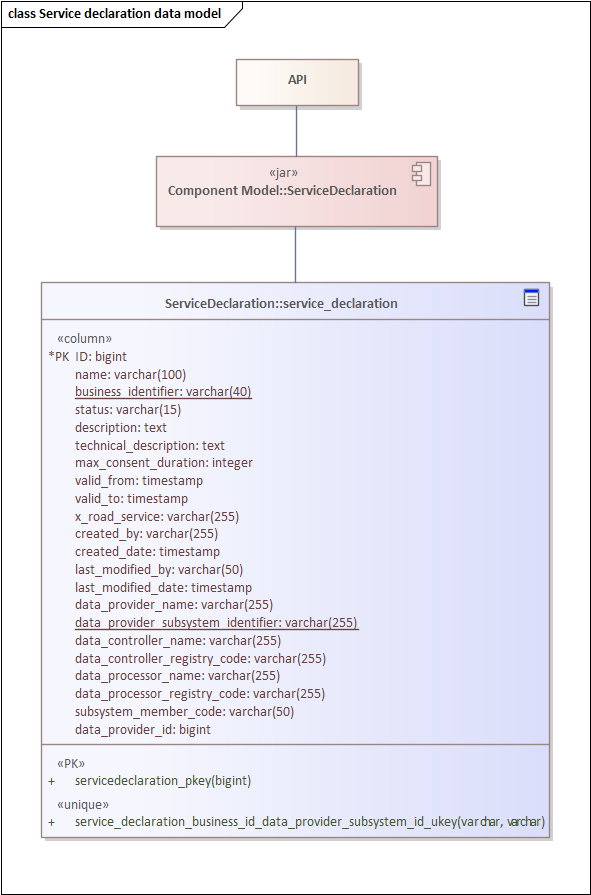 class Service declaration data model
API
«jar»
Component Model::ServiceDeclaration
ServiceDeclaration::service_declaration
«column»
*PK ID: bigint
name: varchar(100)
business_identifier: varchar(40)
status: varchar(15)
description: text
technical_description: text
max_consent_duration: integer
valid_from: timestamp
valid_to: timestamp
x_road_service: varchar(255)
created_by: varchar(255)
created_date: timestamp
last_modified_by: varchar(50)
last_modified_date: timestamp
data_provider_name: varchar(255)
data_provider_subsystem_identifier: varchar(255)
data_controller_name: varchar(255)
data_controller_registry_code: varchar(255)
data_processor_name: varchar(255)
data_processor_registry_code: varchar(255)
subsystem_member_code: varchar(50)
data_provider_id: bigint
«PK»
+ servicedeclaration_pkey(bigint)
«unique»
+ service_declaration_business_id_data_provider_subsystem_id_ukey(varchar, varchar)